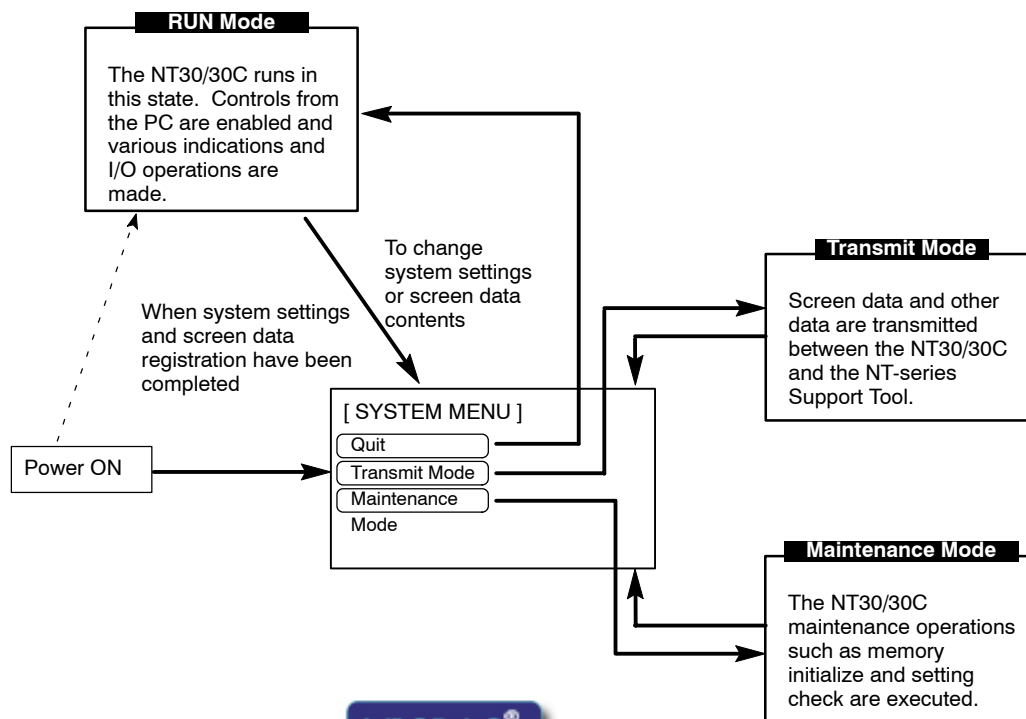 RUN Mode
The NT30/30C runs in
this state. Controls from
the PC are enabled and
various indications and
I/O operations are
made.
To change
system settings
or screen data
contents
When system settings
and screen data
registration have been
completed
Transmit Mode
Screen data and other
data are transmitted
between the NT30/30C
and the NT-series
Support Tool.
Power ON
[ SYSTEM MENU ]
Quit
Transmit Mode
Maintenance
Mode
Maintenance Mode
The NT30/30C
maintenance operations
such as memory
initialize and setting
check are executed.